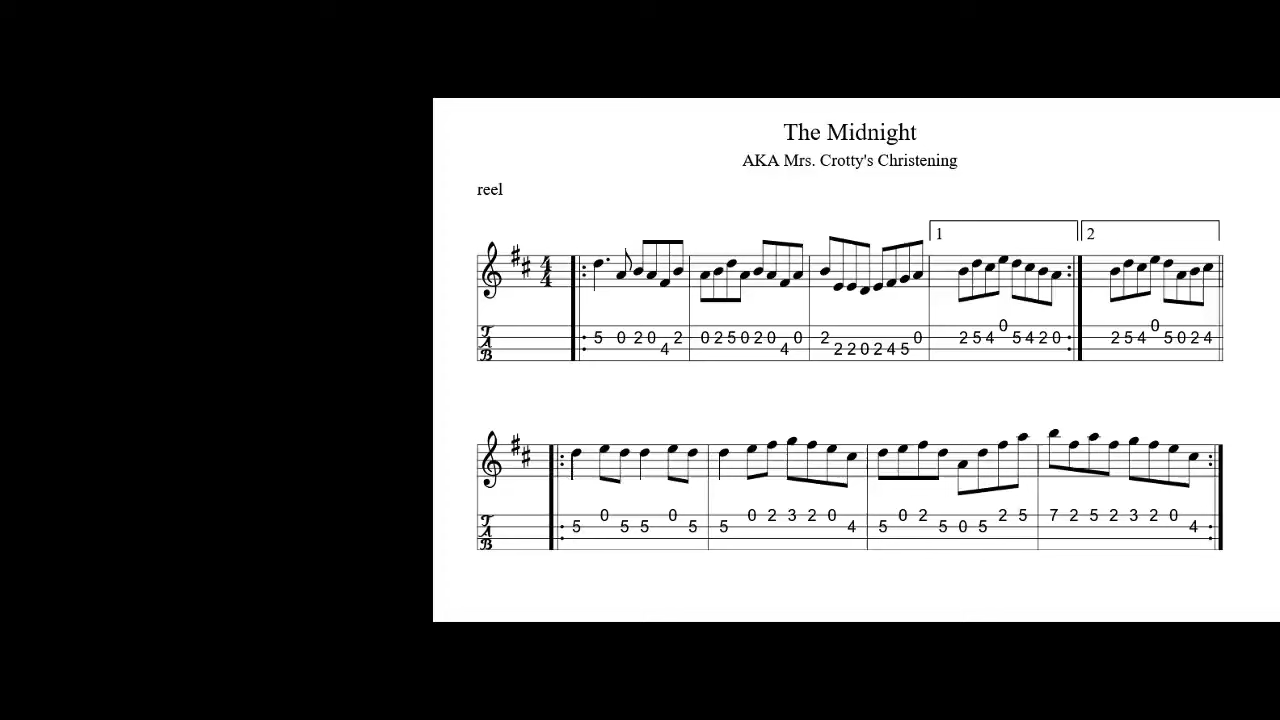 The Midnight
AKA Mrs. Crotty's Christening
reel
1 2
4 4
T A B 5 0 2 0 4 2 0 2 5 0 2 0 4 0 2 2 2 0 2 4 5 0 2 5 4 0 5 4 2 0 2 5 4 0 5 0 2 4
T A B 5 0 5 5 0 5 5 0 2 3 2 0 4 5 0 2 5 0 5 2 5 7 2 5 2 3 2 0 4